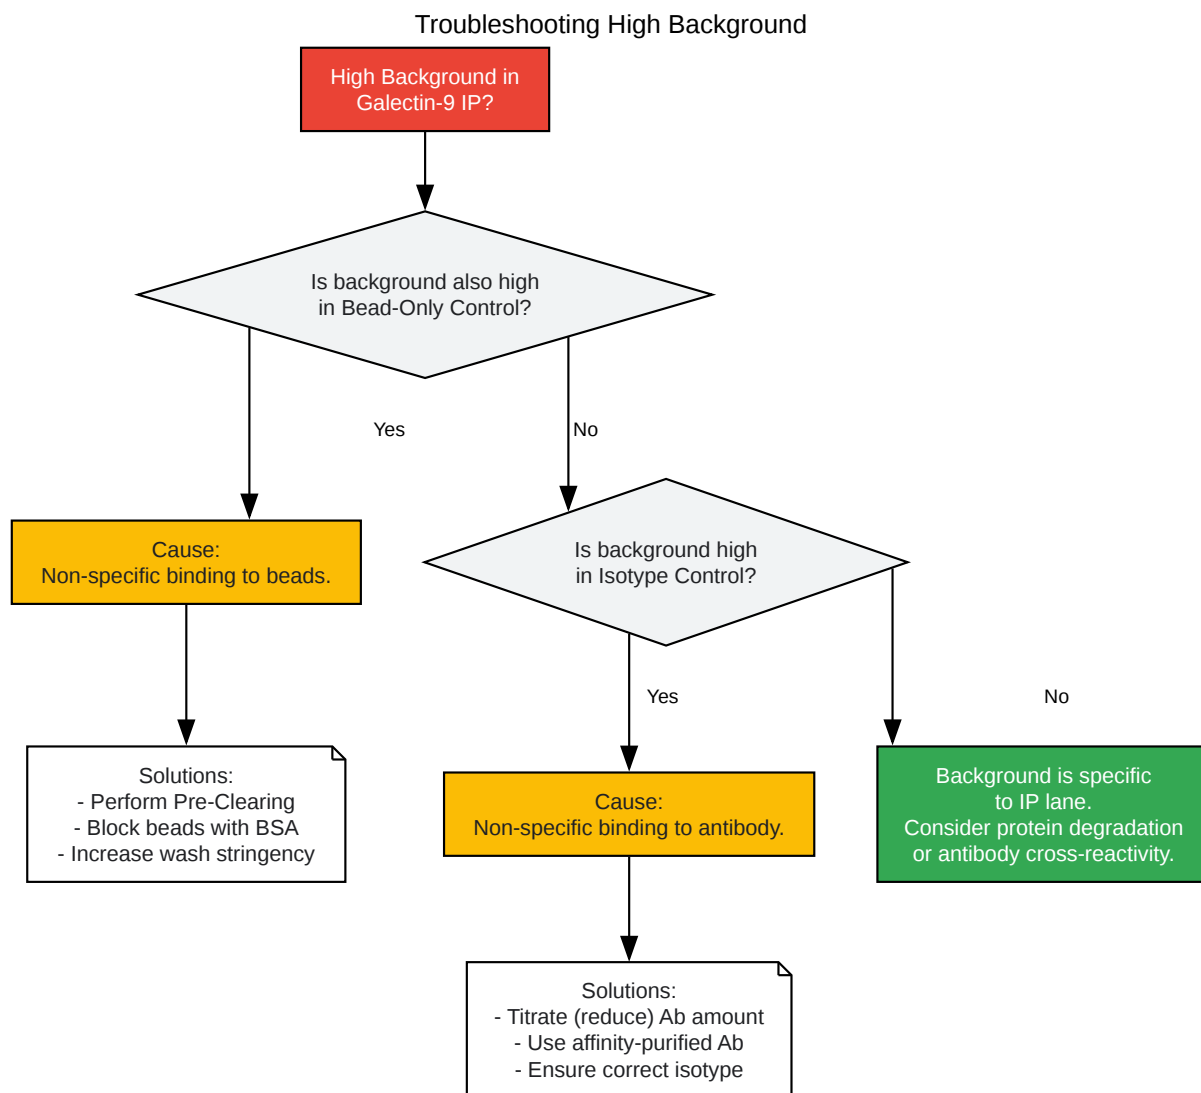 Troubleshooting High Background
High Background in
Galectin-9 IP?
Is background also high
in Bead-Only Control?
Yes
No
Cause:
Non-specific binding to beads.
Is background high
in Isotype Control?
Yes
No
Solutions:
- Perform Pre-Clearing
- Block beads with BSA
- Increase wash stringency
Cause:
Non-specific binding to antibody.
Background is specific
to IP lane.
Consider protein degradation
or antibody cross-reactivity.
Solutions:
- Titrate (reduce) Ab amount
- Use affinity-purified Ab
- Ensure correct isotype